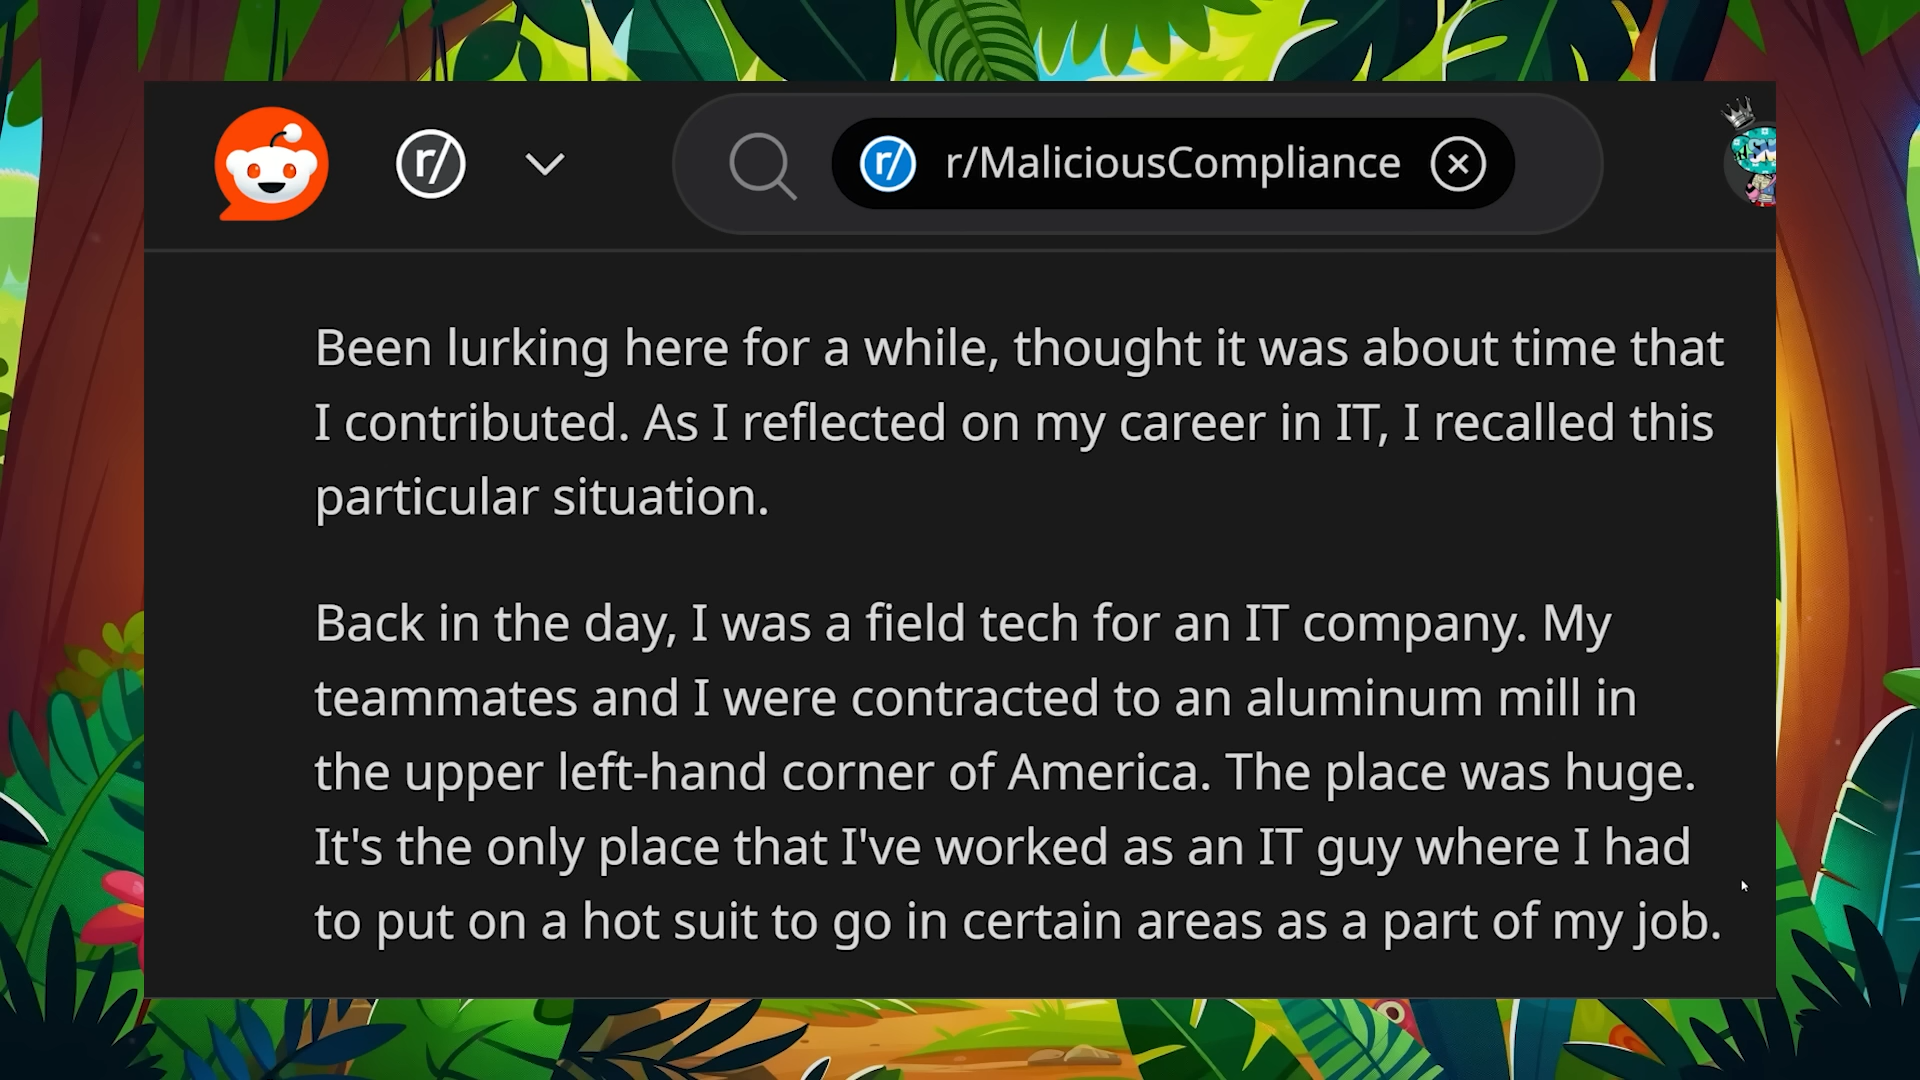 r/
r/ r/MaliciousCompliance
Been lurking here for a while, thought it was about time that
I contributed. As I reflected on my career in IT, I recalled this
particular situation.
Back in the day, I was a field tech for an IT company. My
teammates and I were contracted to an aluminum mill in
the upper left-hand corner of America. The place was huge.
It's the only place that I've worked as an IT guy where I had
to put on a hot suit to go in certain areas as a part of my job.